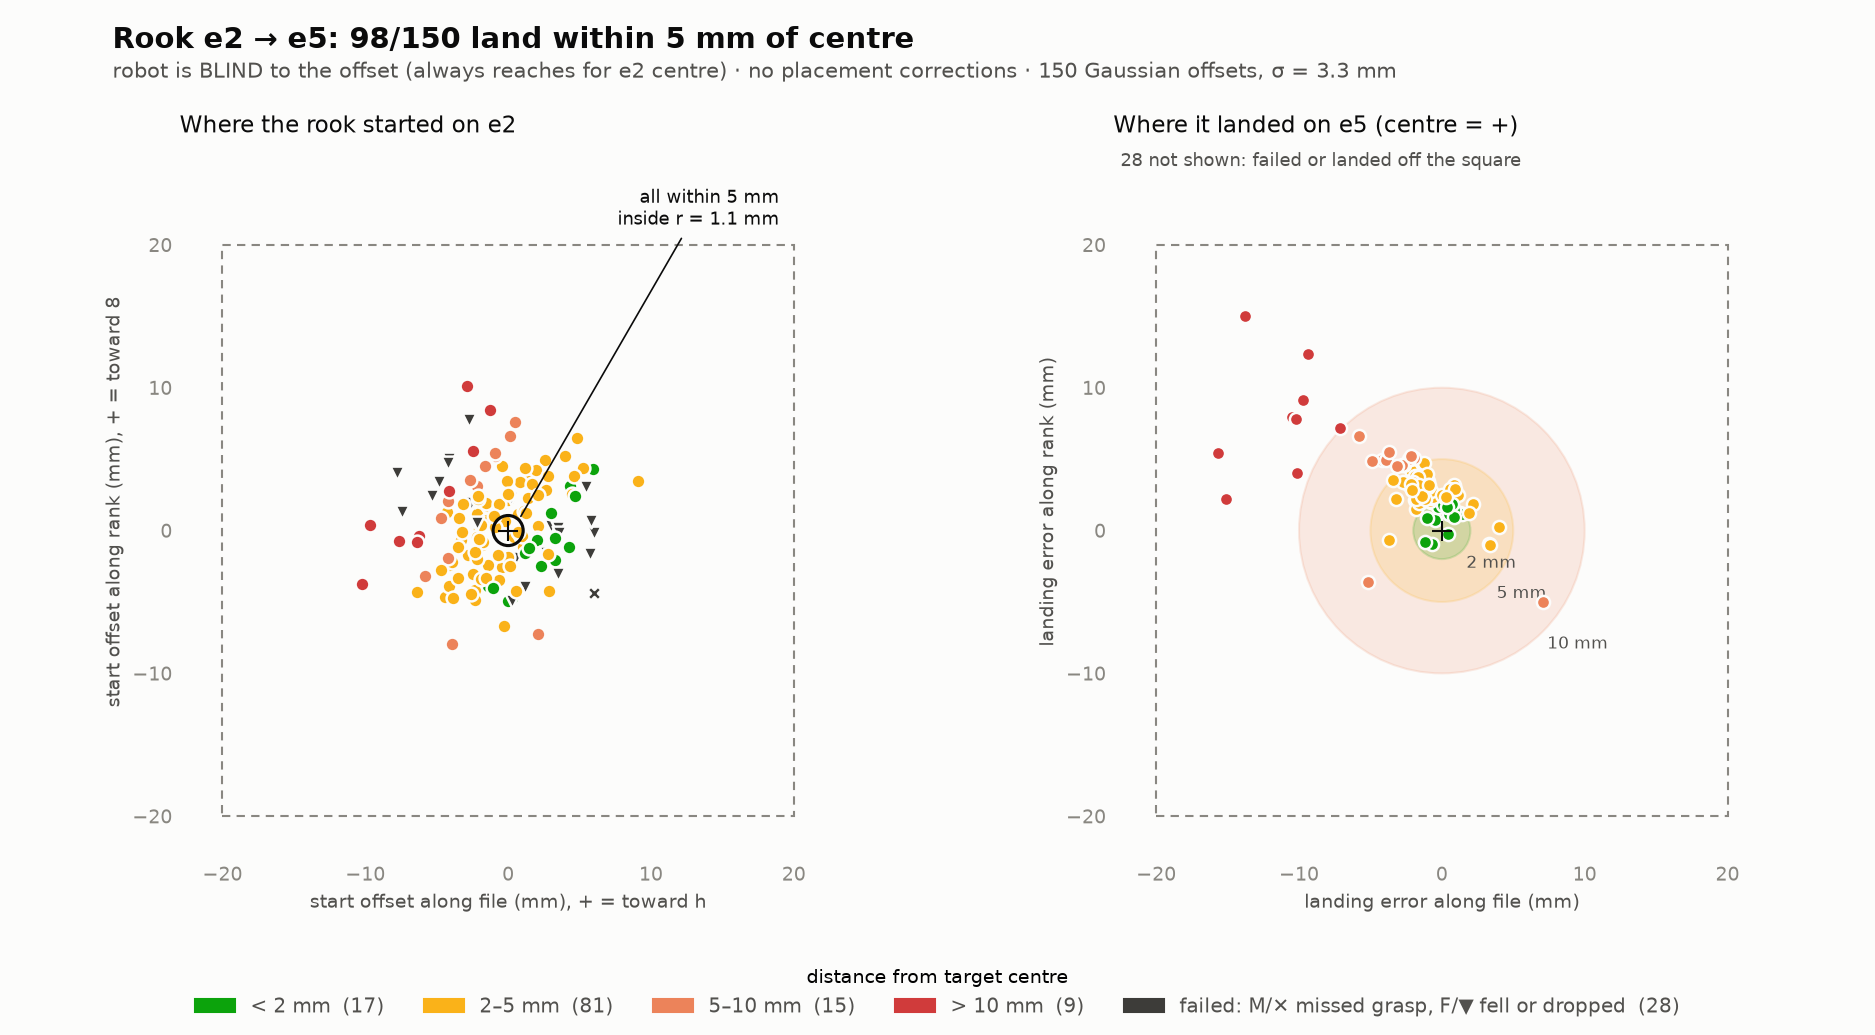 Rook e2 → e5: 98/150 land within 5 mm of centre
robot is BLIND to the offset (always reaches for e2 centre) · no placement corrections · 150 Gaussian offsets, σ = 3.3 mm
Where the rook started on e2
all within 5 mm
inside r = 1.1 mm
20
10
0
−10
−20
start offset along rank (mm), + = toward 8
−20
−10
0
10
20
start offset along file (mm), + = toward h
Where it landed on e5 (centre = +)
28 not shown: failed or landed off the square
20
10
0
−10
−20
landing error along rank (mm)
2 mm
5 mm
10 mm
−20
−10
0
10
20
landing error along file (mm)
distance from target centre
< 2 mm (17)
2–5 mm (81)
5–10 mm (15)
> 10 mm (9)
failed: M/✕ missed grasp, F/▼ fell or dropped (28)